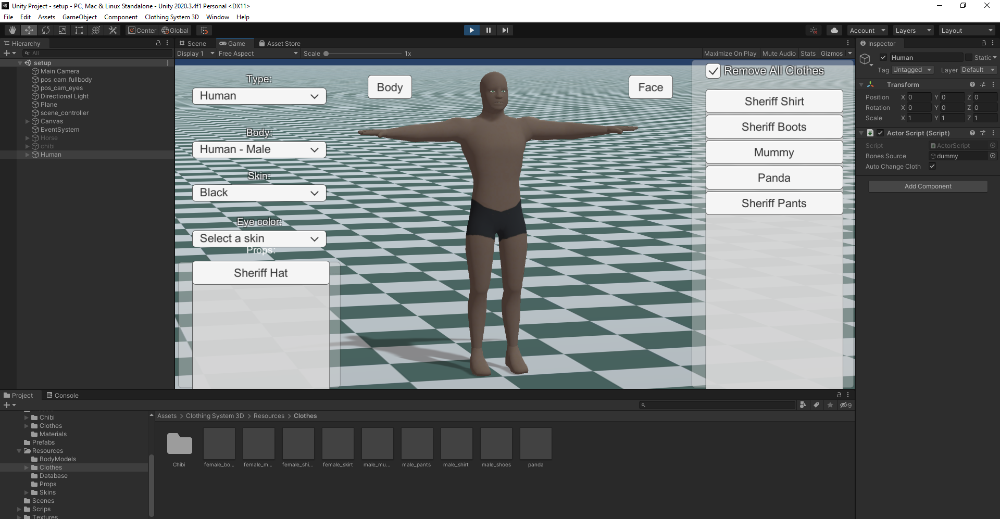 Unity Project - setup - PC, Mac & Linux Standalone - Unity 2020.3.4f1 Personal <DX11>
File Edit Assets GameObject Component Clothing System 3D Window Help
Center Global Account Layers Layout
Hierarchy
All
setup
Main Camera
pos_cam_fullbody
pos_cam_eyes
Directional Light
Plane
scene_controller
Canvas
EventSystem
Horse
chibi
Human
Scene Game Asset Store
Display 1 Free Aspect Scale 1x Maximize On Play Mute Audio Stats Gizmos
Type:
Human
Body:
Human - Male
Skin:
Black
Eye color:
Select a skin
Props:
Sheriff Hat
Body
Face
Remove All Clothes
Sheriff Shirt
Sheriff Boots
Mummy
Panda
Sheriff Pants
Inspector
Human Static
Tag Untagged Layer Default
Transform
Position X 0 Y 0 Z 0
Rotation X 0 Y 0 Z 0
Scale X 1 Y 1 Z 1
Actor Script (Script)
Script ActorScript
Bones Source dummy
Auto Change Cloth
Add Component
Project Console
9
Models
Chibi
Clothes
Materials
Prefabs
Resources
BodyModels
Clothes
Database
Props
Skins
Scenes
Scrips
Textures
Assets > Clothing System 3D > Resources > Clothes
Chibi female_bo... female_m... female_shi... female_skirt male_mu... male_pants male_shirt male_shoes panda